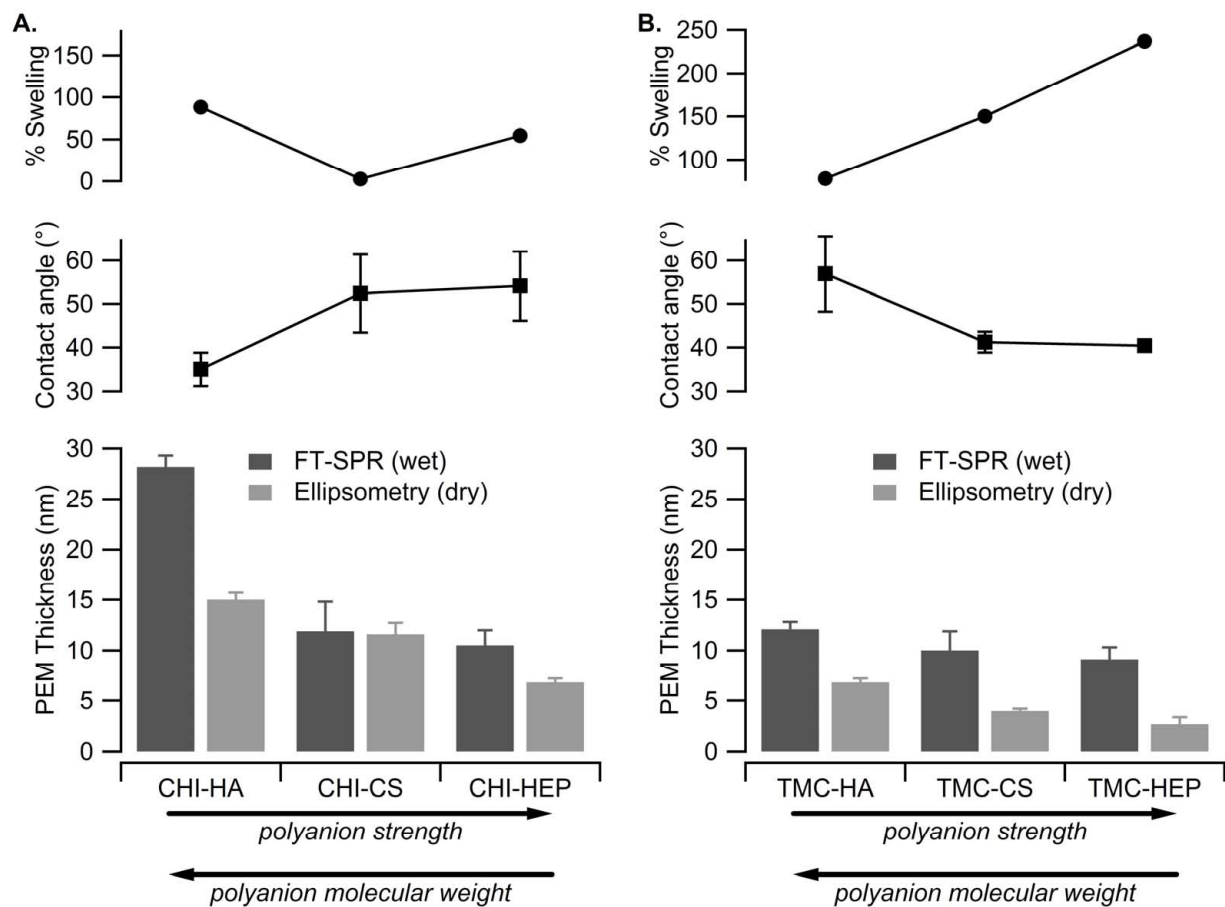 A.
% Swelling
150
100
50
0
Contact angle (°)
60
50
40
30
PEM Thickness (nm)
30
25
20
15
10
5
0
FT-SPR (wet)
Ellipsometry (dry)
CHI-HA CHI-CS CHI-HEP
polyanion strength
polyanion molecular weight
B.
% Swelling
250
200
150
100
Contact angle (°)
60
50
40
30
PEM Thickness (nm)
30
25
20
15
10
5
0
FT-SPR (wet)
Ellipsometry (dry)
TMC-HA TMC-CS TMC-HEP
polyanion strength
polyanion molecular weight